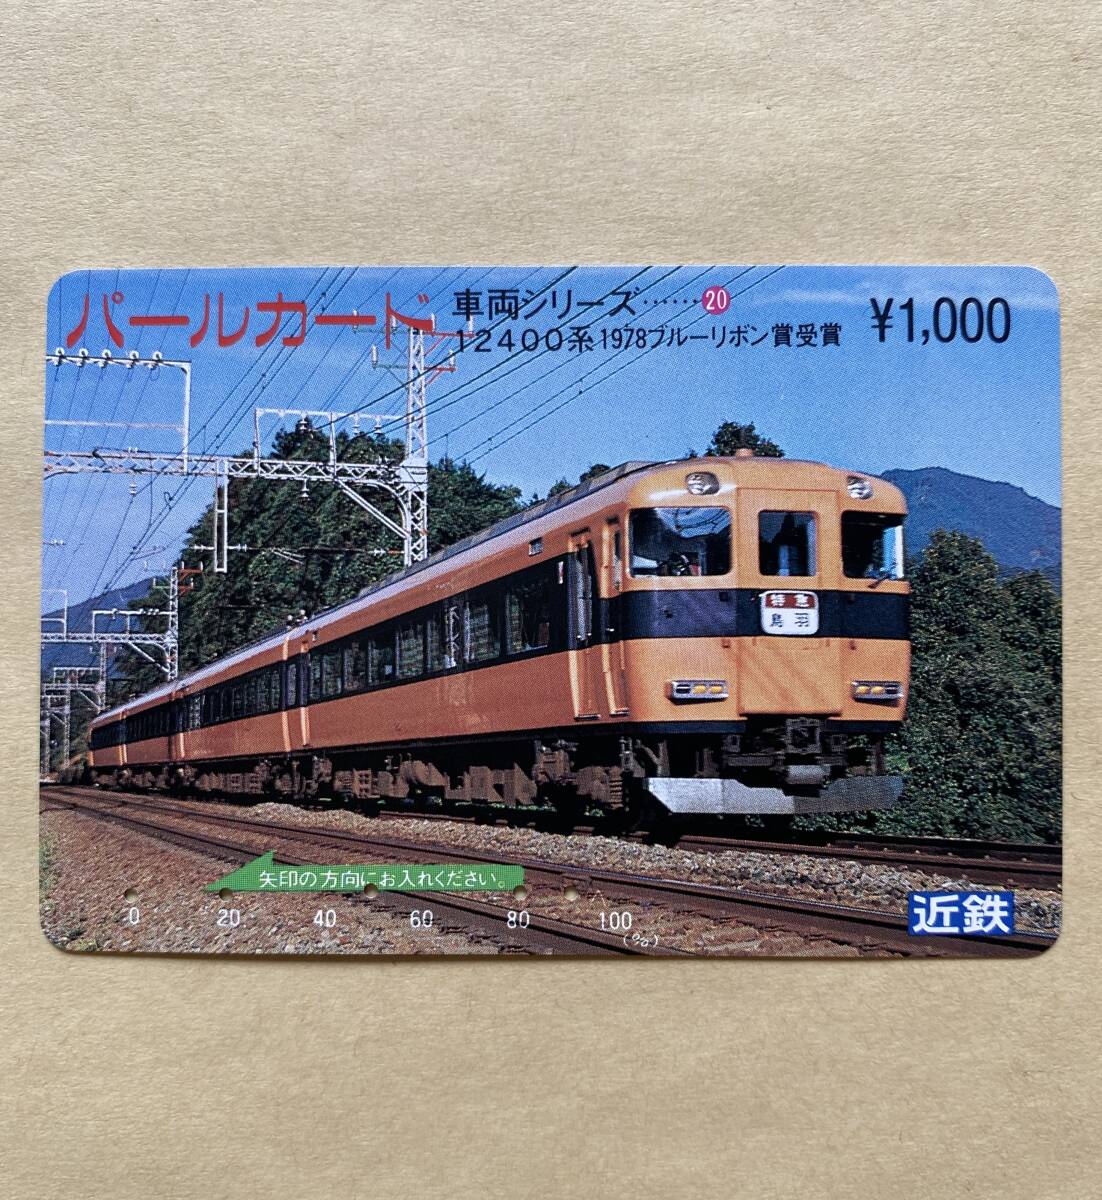 パールカード
車両シリーズ……⑳
12400系 1978ブルーリボン賞受賞
¥1,000
特急
鳥羽
矢印の方向にお入れください。
0 20 40 60 80 100
(%)
近鉄